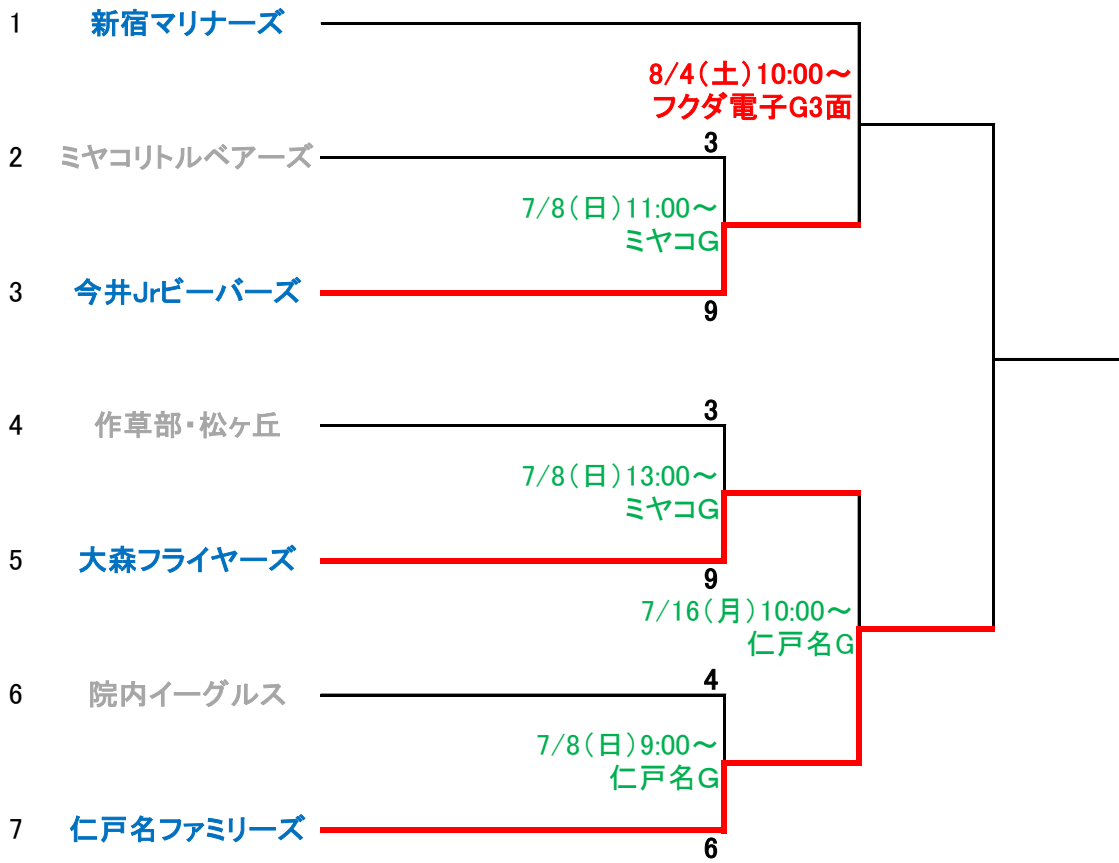 1 新宿マリナーズ
8/4(土)10:00～
フクダ電子G3面
3
2 ミヤコリトルベアーズ
7/8(日)11:00～
ミヤコG
3 今井Jrビーバーズ
9
3
4 作草部・松ヶ丘
7/8(日)13:00～
ミヤコG
5 大森フライヤーズ
9
7/16(月)10:00～
仁戸名G
4
6 院内イーグルス
7/8(日)9:00～
仁戸名G
7 仁戸名ファミリーズ
6